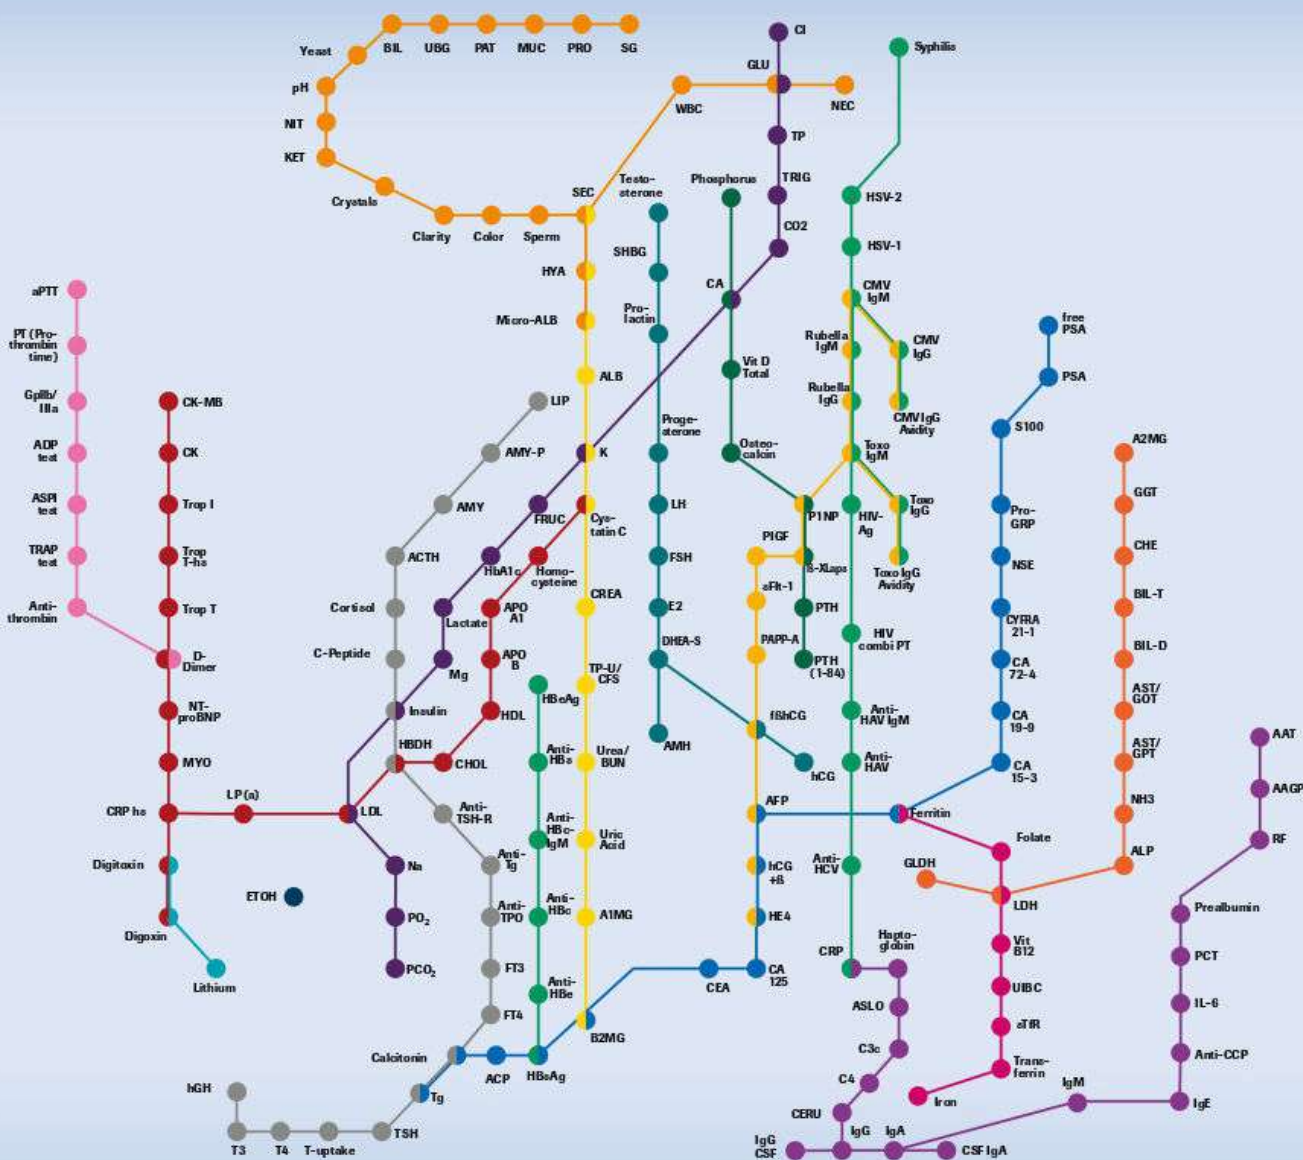 BIL
UBG
PAT
MUC
PRO
SG
Yeast
pH
NIT
KET
Crystals
Clarity
Color
Sperm
SEC
WBC
GLU
NEC
HYA
Micro-ALB
ALB
K
Cys-
tatin C
CREA
TP-U/
CFS
Urea/
BUN
Uric
Acid
A1MG
B2MG
CI
TP
TRIG
CO2
CA
FRUC
HbA1c
Lactate
Mg
Insulin
LDL
Na
PO2
PCO2
Testo-
sterone
SHBG
Pro-
lactin
Proge-
sterone
LH
FSH
E2
DHEA-S
AMH
fßhCG
hCG
Phosphorus
Vit D
Total
Osteo-
calcin
P1NP
ß-XLaps
PTH
PTH
(1-84)
Syphilis
HSV-2
HSV-1
CMV
IgM
CMV
IgG
CMV IgG
Avidity
Rubella
IgM
Rubella
IgG
Toxo
IgM
Toxo
IgG
Toxo IgG
Avidity
HIV-
Ag
HIV
combi PT
Anti-
HAV IgM
Anti-
HAV
Anti-
HCV
CRP
PlGF
sFlt-1
PAPP-A
AFP
hCG
+ß
HE4
CA
125
CEA
free
PSA
PSA
S100
Pro-
GRP
NSE
CYFRA
21-1
CA
72-4
CA
19-9
CA
15-3
Ferritin
Folate
LDH
GLDH
Vit
B12
UIBC
sTfR
Trans-
ferrin
Iron
A2MG
GGT
CHE
BIL-T
BIL-D
AST/
GOT
AST/
GPT
NH3
ALP
AAT
AAGP
RF
Prealbumin
PCT
IL-6
Anti-CCP
IgE
IgM
Hapto-
globin
ASLO
C3c
C4
CERU
IgG
IgA
IgG
CSF
CSF IgA
aPTT
PT (Pro-
thrombin
time)
GpIIb/
IIIa
ADP
test
ASPI
test
TRAP
test
Anti-
thrombin
D-
Dimer
CK-MB
CK
Trop I
Trop
T-hs
Trop T
NT-
proBNP
MYO
CRP hs
LP (a)
Digitoxin
Digoxin
Lithium
ETOH
LIP
AMY-P
AMY
ACTH
Cortisol
C-Peptide
HBDH
CHOL
HDL
APO
B
APO
A1
Homo-
cysteine
Anti-
TSH-R
Anti-
Tg
Anti-
TPO
FT3
FT4
Calcitonin
Tg
ACP
HBsAg
HBeAg
Anti-
HBs
Anti-
HBc-
IgM
Anti-
HBc
Anti-
HBe
TSH
T-uptake
T4
T3
hGH